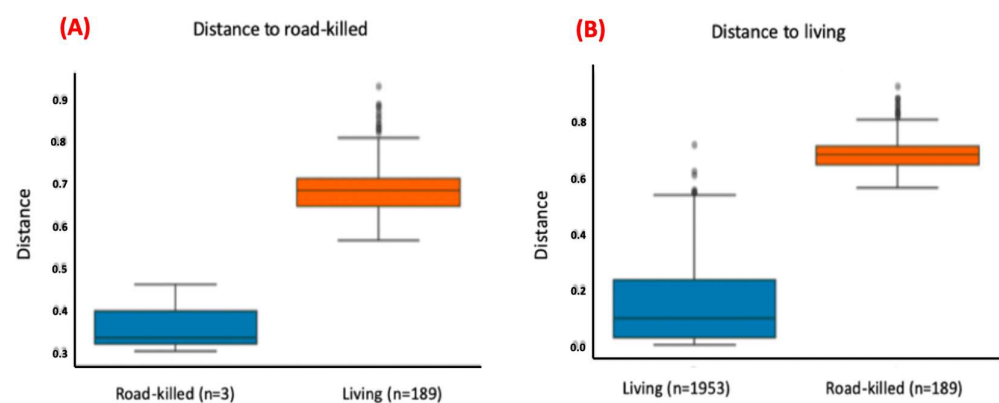 (A)
Distance to road-killed
Distance
0.9
0.8
0.7
0.6
0.5
0.4
0.3
Road-killed (n=3)
Living (n=189)
(B)
Distance to living
Distance
0.8
0.6
0.4
0.2
0.0
Living (n=1953)
Road-killed (n=189)